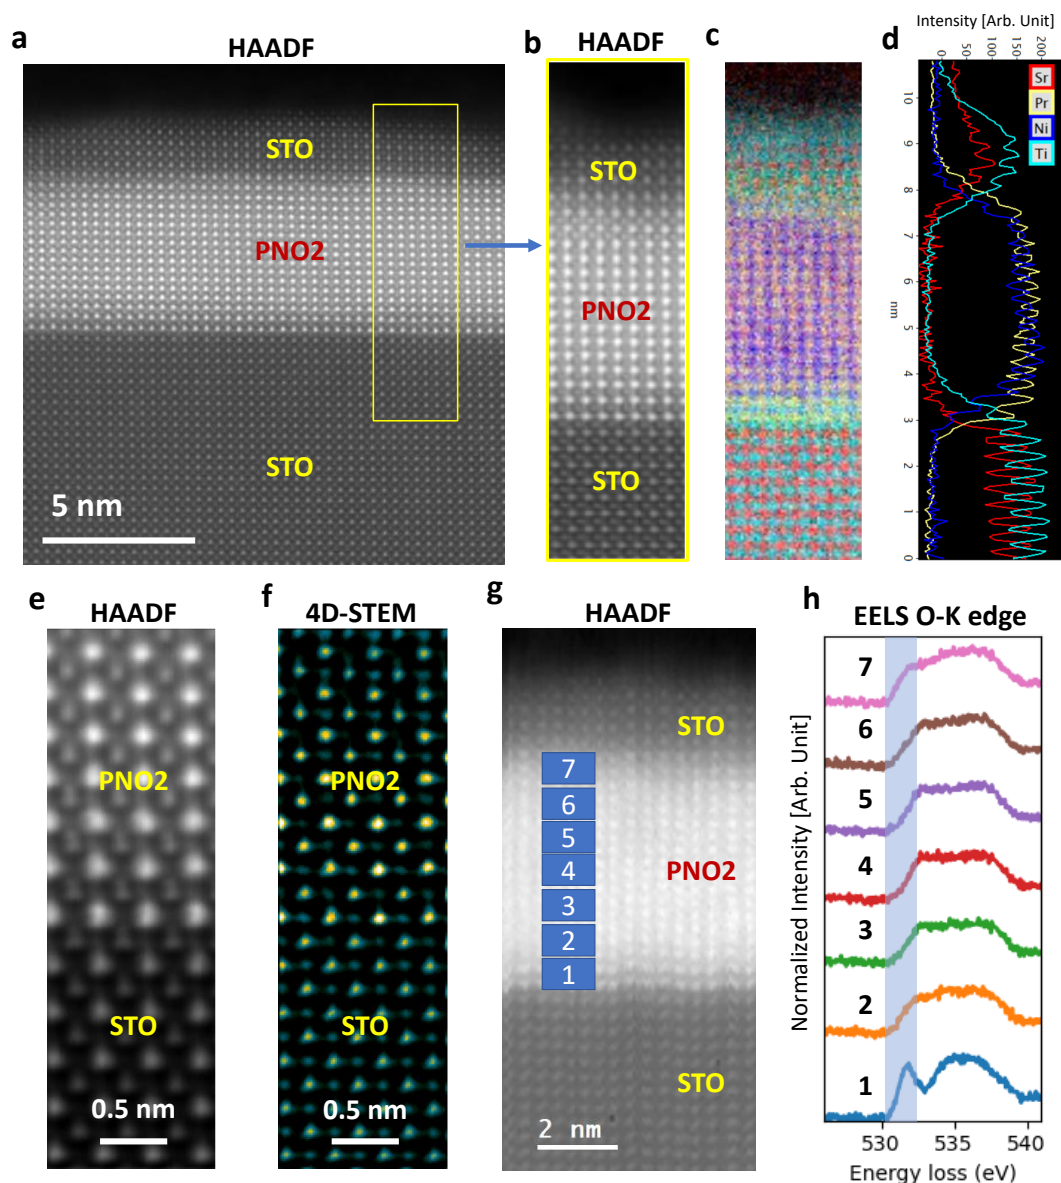 a
HAADF
STO
PNO2
STO
5 nm
b
HAADF
STO
PNO2
STO
c
d
Intensity [Arb. Unit]
0
50
100
150
200
Sr
Pr
Ni
Ti
10
9
8
7
6
nm
5
4
3
2
1
0
e
HAADF
PNO2
STO
0.5 nm
f
4D-STEM
PNO2
STO
0.5 nm
g
HAADF
STO
7
6
5
4
3
2
1
PNO2
STO
2 nm
h
EELS O-K edge
Normalized Intensity [Arb. Unit]
7
6
5
4
3
2
1
530 535 540
Energy loss (eV)